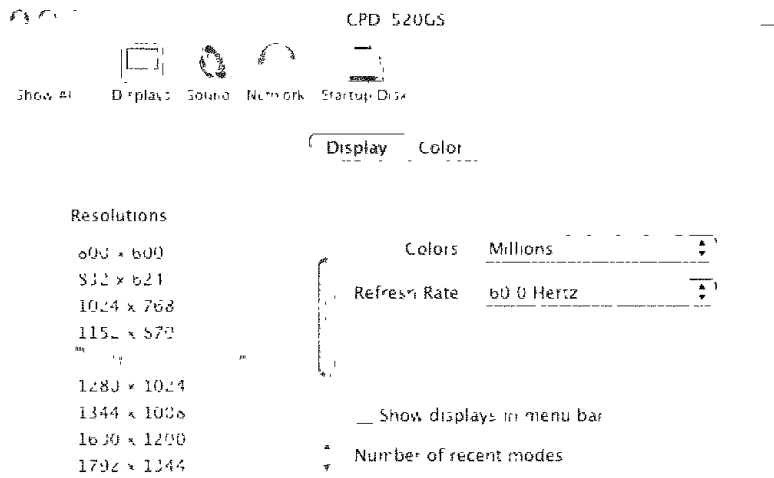 CPD 520GS
Show All Displays Sound Network Startup Disk
Display Color
Resolutions
800 × 600
832 × 624
1024 × 768
1152 × 870
1280 × 1024
1344 × 1008
1600 × 1200
1792 × 1344
Colors Millions
Refresh Rate 60.0 Hertz
Show displays in menu bar
Number of recent modes